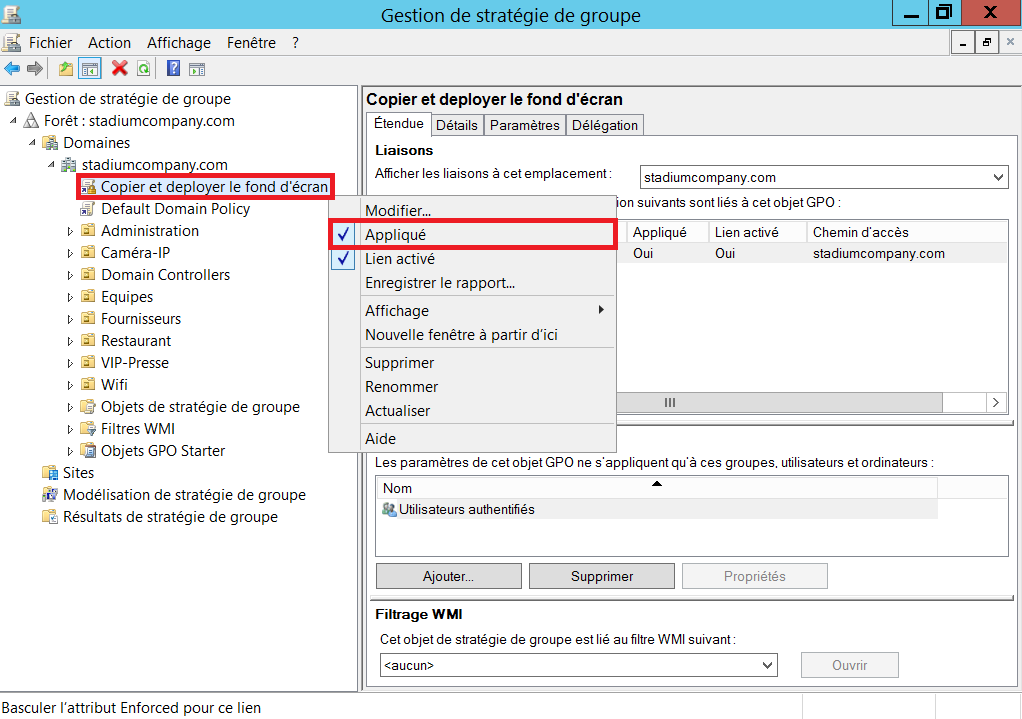 Gestion de stratégie de groupe
Fichier Action Affichage Fenêtre ?
Gestion de stratégie de groupe
Forêt : stadiumcompany.com
Domaines
stadiumcompany.com
Copier et deployer le fond d'écran
Default Domain Policy
Administration
Caméra-IP
Domain Controllers
Equipes
Fournisseurs
Restaurant
VIP-Presse
Wifi
Objets de stratégie de groupe
Filtres WMI
Objets GPO Starter
Sites
Modélisation de stratégie de groupe
Résultats de stratégie de groupe
Modifier...
Appliqué
Lien activé
Enregistrer le rapport...
Affichage
Nouvelle fenêtre à partir d'ici
Supprimer
Renommer
Actualiser
Aide
Copier et deployer le fond d'écran
Étendue Détails Paramètres Délégation
Liaisons
Afficher les liaisons à cet emplacement : stadiumcompany.com
ion suivants sont liés à cet objet GPO :
Appliqué Lien activé Chemin d'accès
Oui Oui stadiumcompany.com
Les paramètres de cet objet GPO ne s'appliquent qu'à ces groupes, utilisateurs et ordinateurs :
Nom
Utilisateurs authentifiés
Ajouter... Supprimer Propriétés
Filtrage WMI
Cet objet de stratégie de groupe est lié au filtre WMI suivant :
<aucun> Ouvrir
Basculer l'attribut Enforced pour ce lien